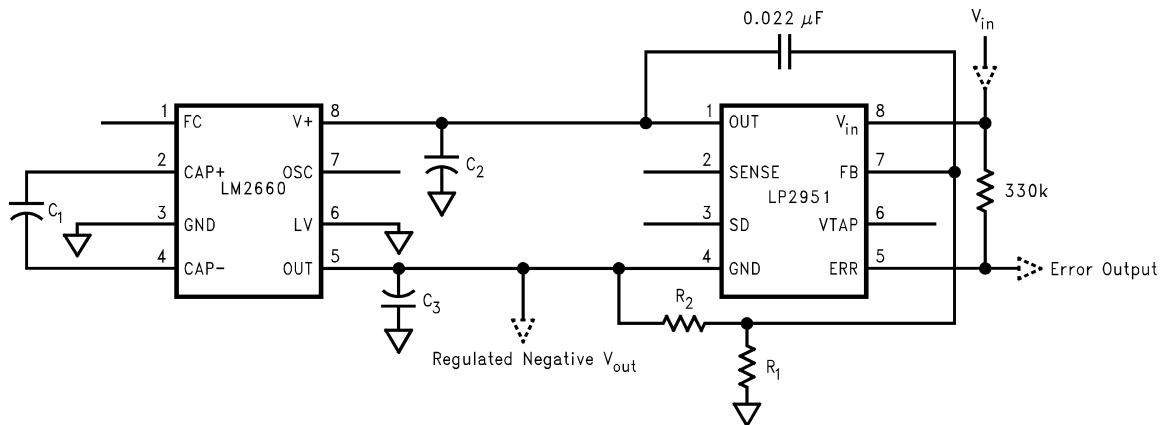 0.022 μF
V_in
1 FC V+ 8
1 OUT V_in 8
2 CAP+ OSC 7
C_2
2 SENSE FB 7
LM2660
LP2951
330k
C_1
3 GND LV 6
3 SD VTAP 6
4 CAP- OUT 5
4 GND ERR 5
Error Output
C_3
R_2
Regulated Negative V_out
R_1